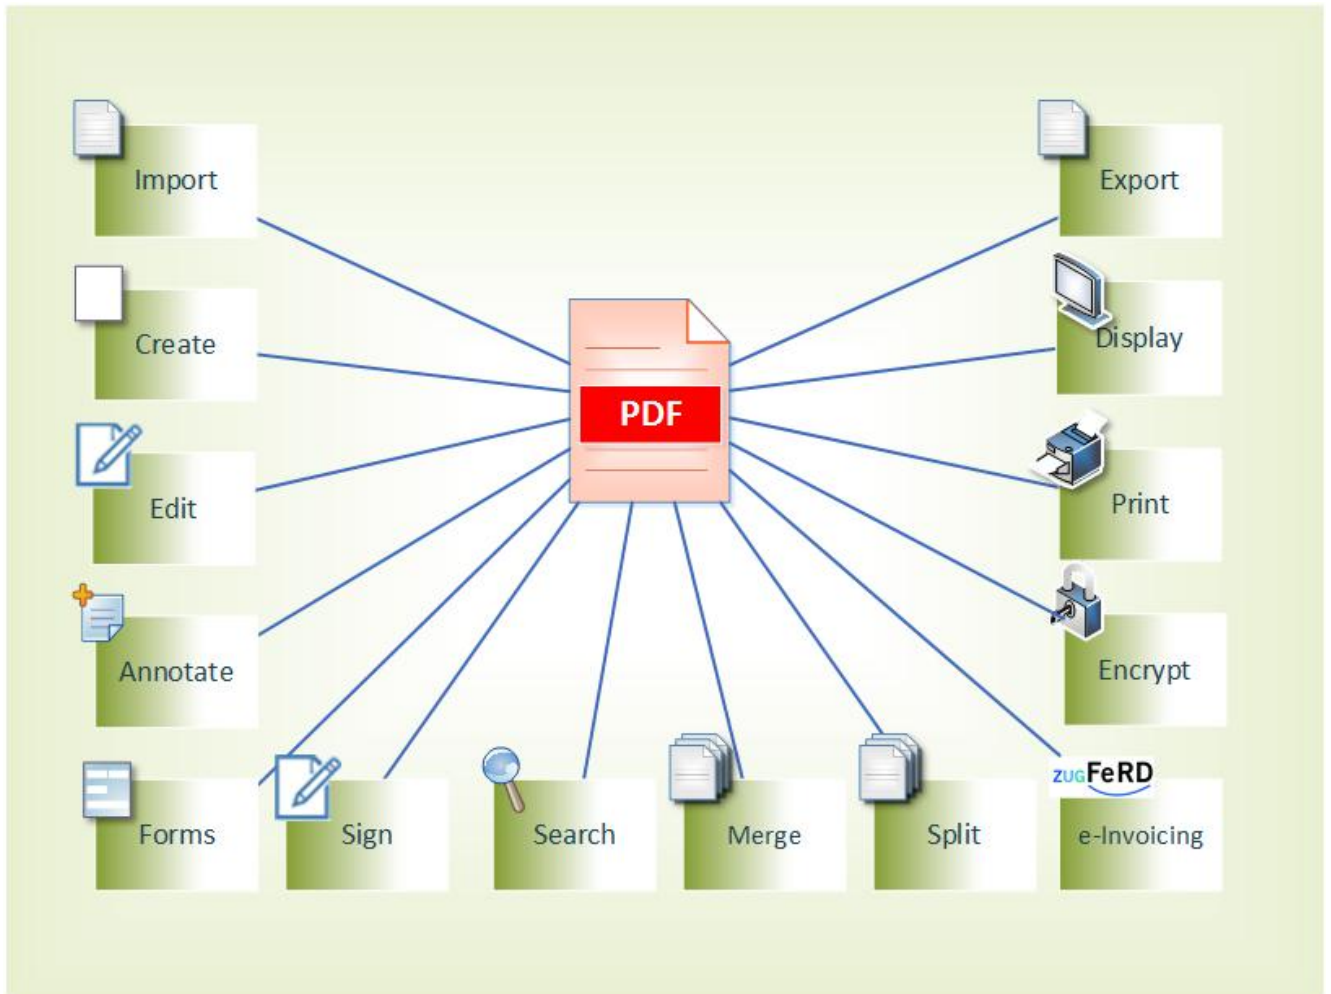 Import
Export
Create
Display
PDF
Edit
Print
Annotate
Encrypt
ZUGFeRD
Forms
Sign
Search
Merge
Split
e-Invoicing